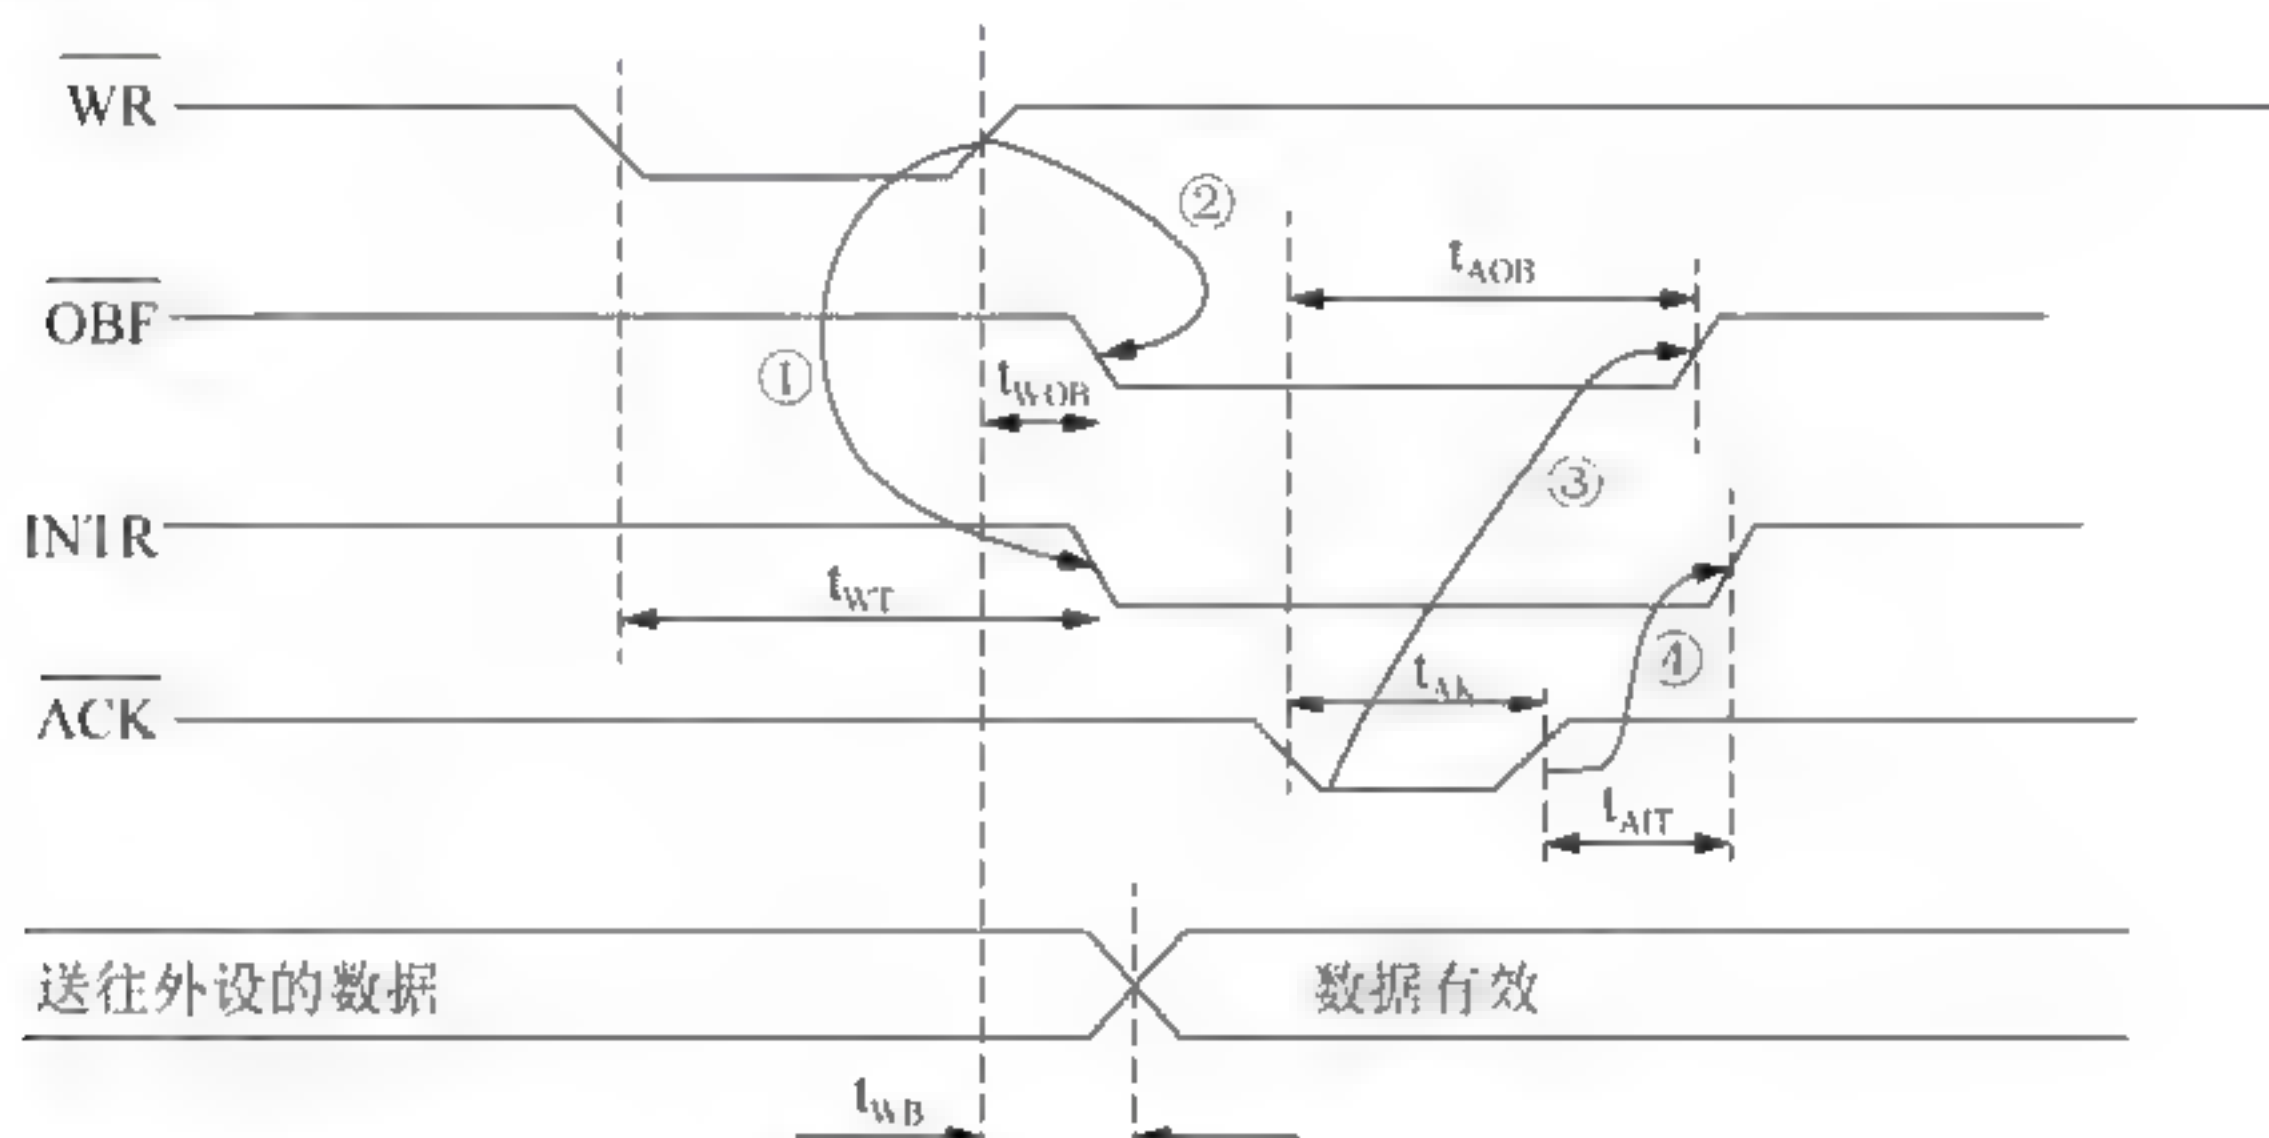 WR
②
t_AOB
OBF
①
t_WOB
③
INTR
t_WT
④
t_AK
ACK
t_AIT
送往外设的数据
数据有效
t_WB